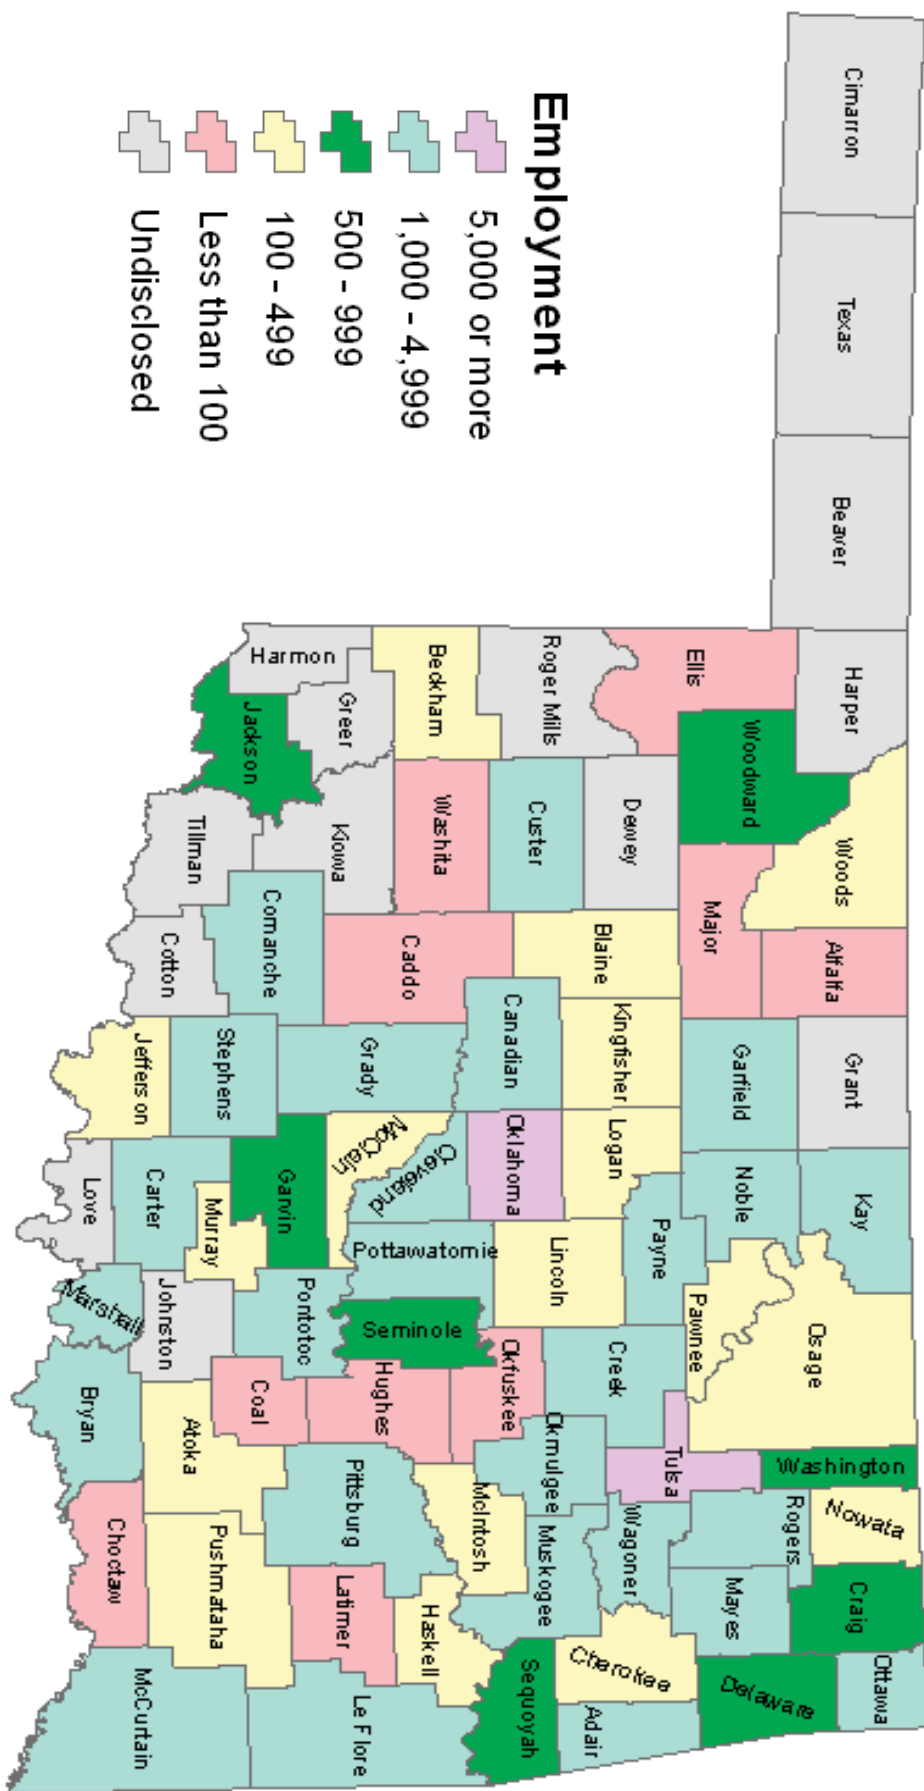 Employment
5,000 or more
1,000 - 4,999
500 - 999
100 - 499
Less than 100
Undisclosed
Cimarron
Texas
Beaver
Harper
Woods
Alfalfa
Grant
Kay
Osage
Washington
Nowata
Craig
Ottawa
Ellis
Woodward
Major
Garfield
Noble
Pawnee
Tulsa
Rogers
Mayes
Delaware
Roger Mills
Dewey
Blaine
Kingfisher
Logan
Payne
Creek
Wagoner
Cherokee
Adair
Beckham
Custer
Washita
Caddo
Canadian
Oklahoma
Lincoln
Okfuskee
Okmulgee
Muskogee
McIntosh
Sequoyah
Harmon
Greer
Kiowa
Jackson
Tillman
Comanche
Cotton
Grady
McClain
Cleveland
Pottawatomie
Seminole
Hughes
Pittsburg
Haskell
Latimer
Le Flore
Stephens
Jefferson
Garvin
Murray
Carter
Love
Pontotoc
Johnston
Marshall
Coal
Atoka
Bryan
Pushmataha
Choctaw
McCurtain